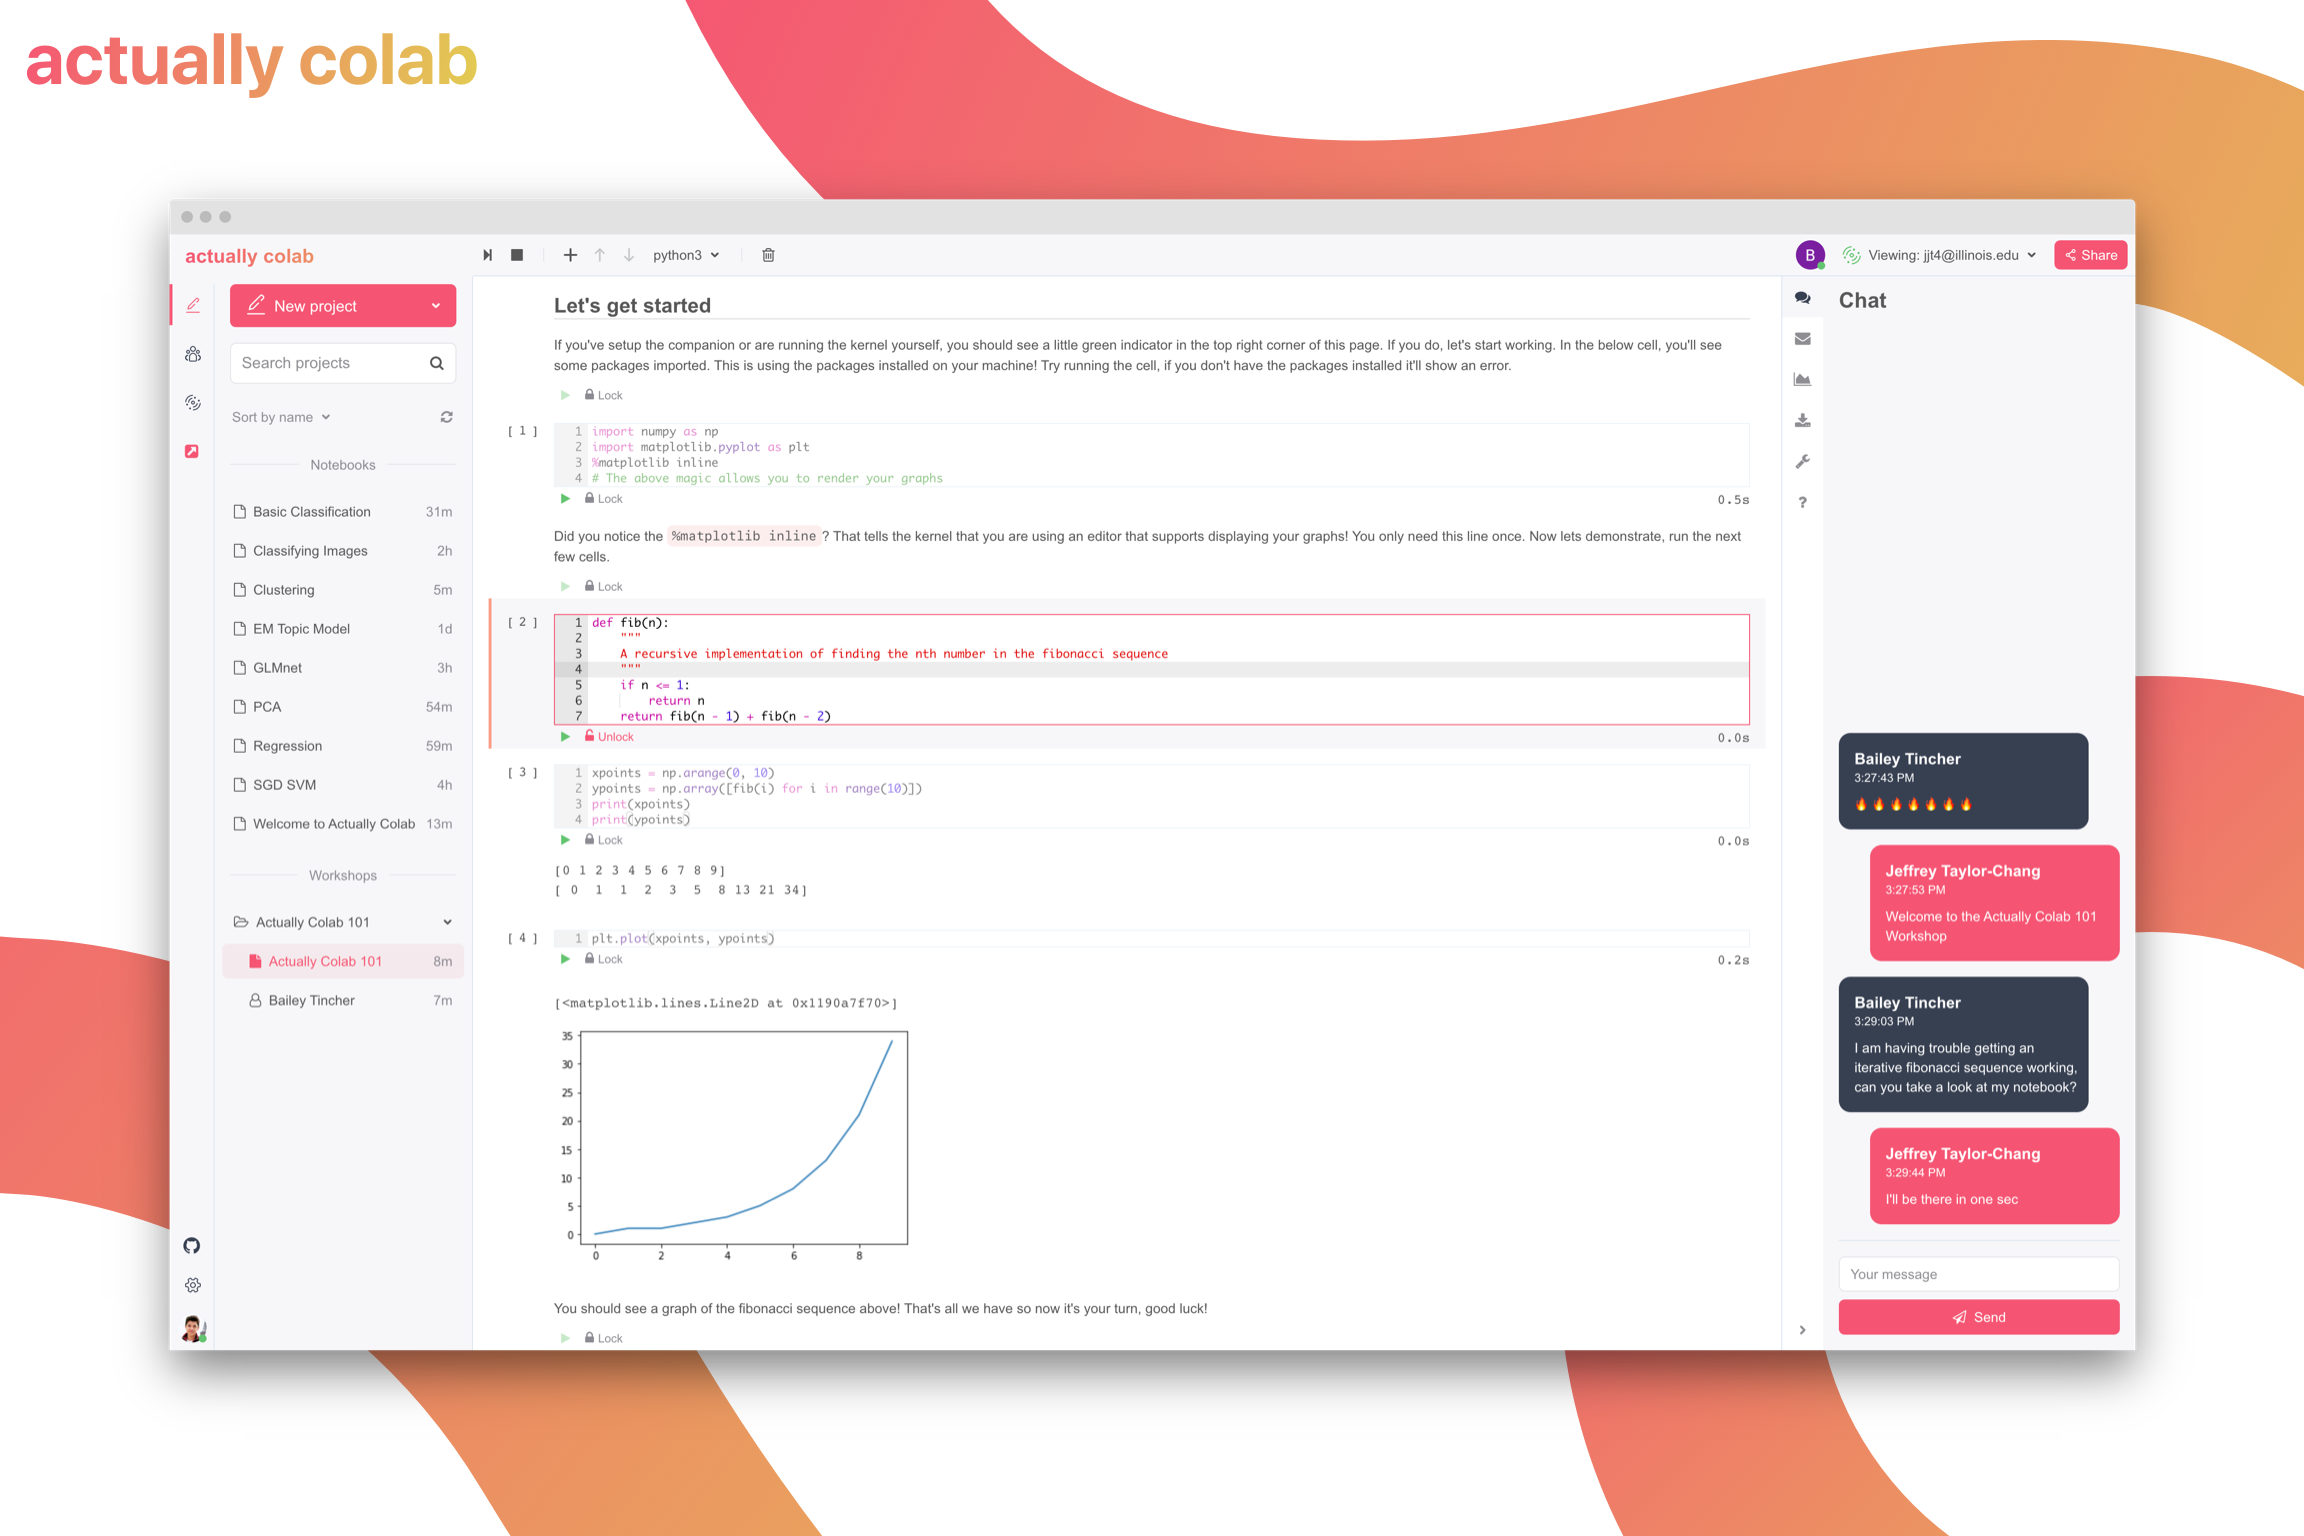 actually colab
actually colab
python3
B
Viewing: jjt4@illinois.edu
Share
New project
Search projects
Sort by name
Notebooks
Basic Classification 31m
Classifying Images 2h
Clustering 5m
EM Topic Model 1d
GLMnet 3h
PCA 54m
Regression 59m
SGD SVM 4h
Welcome to Actually Colab 13m
Workshops
Actually Colab 101
Actually Colab 101 8m
Bailey Tincher 7m
Let's get started
If you've setup the companion or are running the kernel yourself, you should see a little green indicator in the top right corner of this page. If you do, let's start working. In the below cell, you'll see
some packages imported. This is using the packages installed on your machine! Try running the cell, if you don't have the packages installed it'll show an error.
Lock
[ 1 ]
1 import numpy as np
2 import matplotlib.pyplot as plt
3 %matplotlib inline
4 # The above magic allows you to render your graphs
Lock
0.5s
Did you notice the %matplotlib inline ? That tells the kernel that you are using an editor that supports displaying your graphs! You only need this line once. Now lets demonstrate, run the next
few cells.
Lock
[ 2 ]
1 def fib(n):
2 """
3 A recursive implementation of finding the nth number in the fibonacci sequence
4 """
5 if n <= 1:
6 return n
7 return fib(n - 1) + fib(n - 2)
Unlock
0.0s
[ 3 ]
1 xpoints = np.arange(0, 10)
2 ypoints = np.array([fib(i) for i in range(10)])
3 print(xpoints)
4 print(ypoints)
Lock
0.0s
[0 1 2 3 4 5 6 7 8 9]
[ 0 1 1 2 3 5 8 13 21 34]
[ 4 ]
1 plt.plot(xpoints, ypoints)
Lock
0.2s
[<matplotlib.lines.Line2D at 0x1190a7f70>]
35
30
25
20
15
10
5
0
0 2 4 6 8
You should see a graph of the fibonacci sequence above! That's all we have so now it's your turn, good luck!
Lock
?
Chat
Bailey Tincher
3:27:43 PM
🔥🔥🔥🔥🔥🔥🔥
Jeffrey Taylor-Chang
3:27:53 PM
Welcome to the Actually Colab 101
Workshop
Bailey Tincher
3:29:03 PM
I am having trouble getting an
iterative fibonacci sequence working,
can you take a look at my notebook?
Jeffrey Taylor-Chang
3:29:44 PM
I'll be there in one sec
Your message
Send